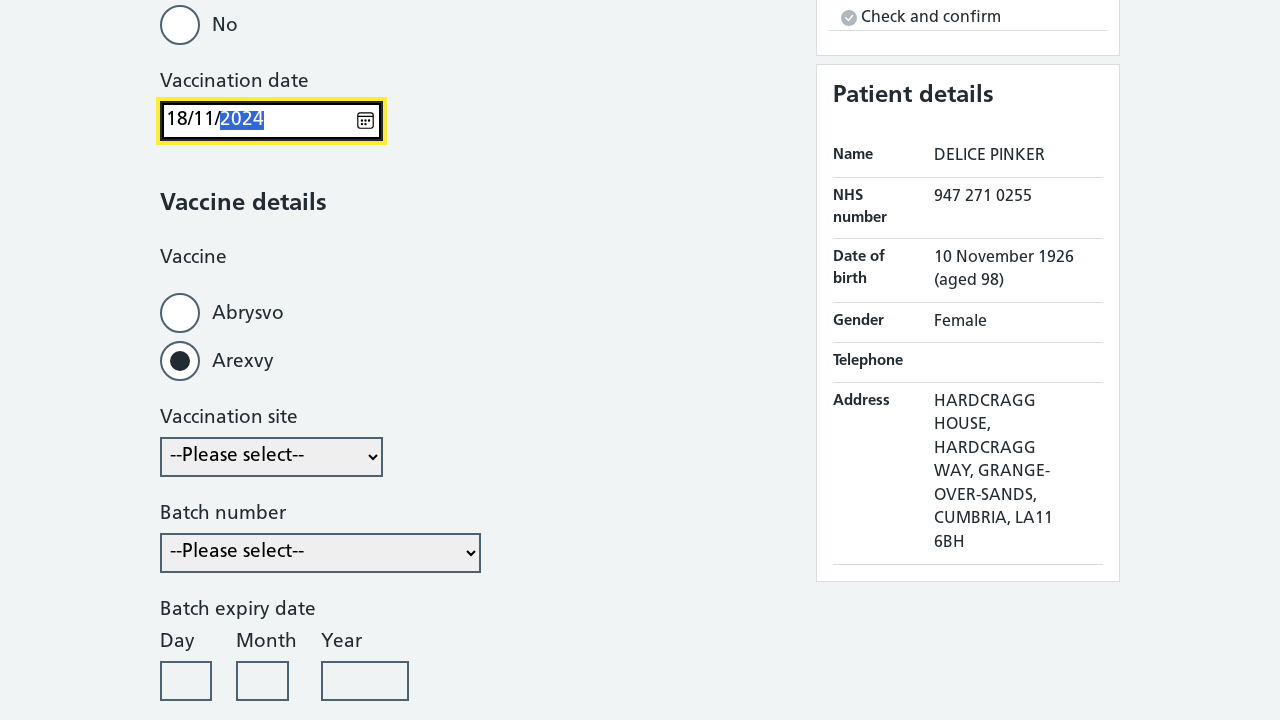 No
Vaccination date
18/11/2024
Vaccine details
Vaccine
Abrysvo
Arexvy
Vaccination site
--Please select--
Batch number
--Please select--
Batch expiry date
Day Month Year
Check and confirm
Patient details
Name DELICE PINKER
NHS 947 271 0255
number
Date of 10 November 1926
birth (aged 98)
Gender Female
Telephone
Address HARDCRAGG
HOUSE,
HARDCRAGG
WAY, GRANGE-
OVER-SANDS,
CUMBRIA, LA11
6BH